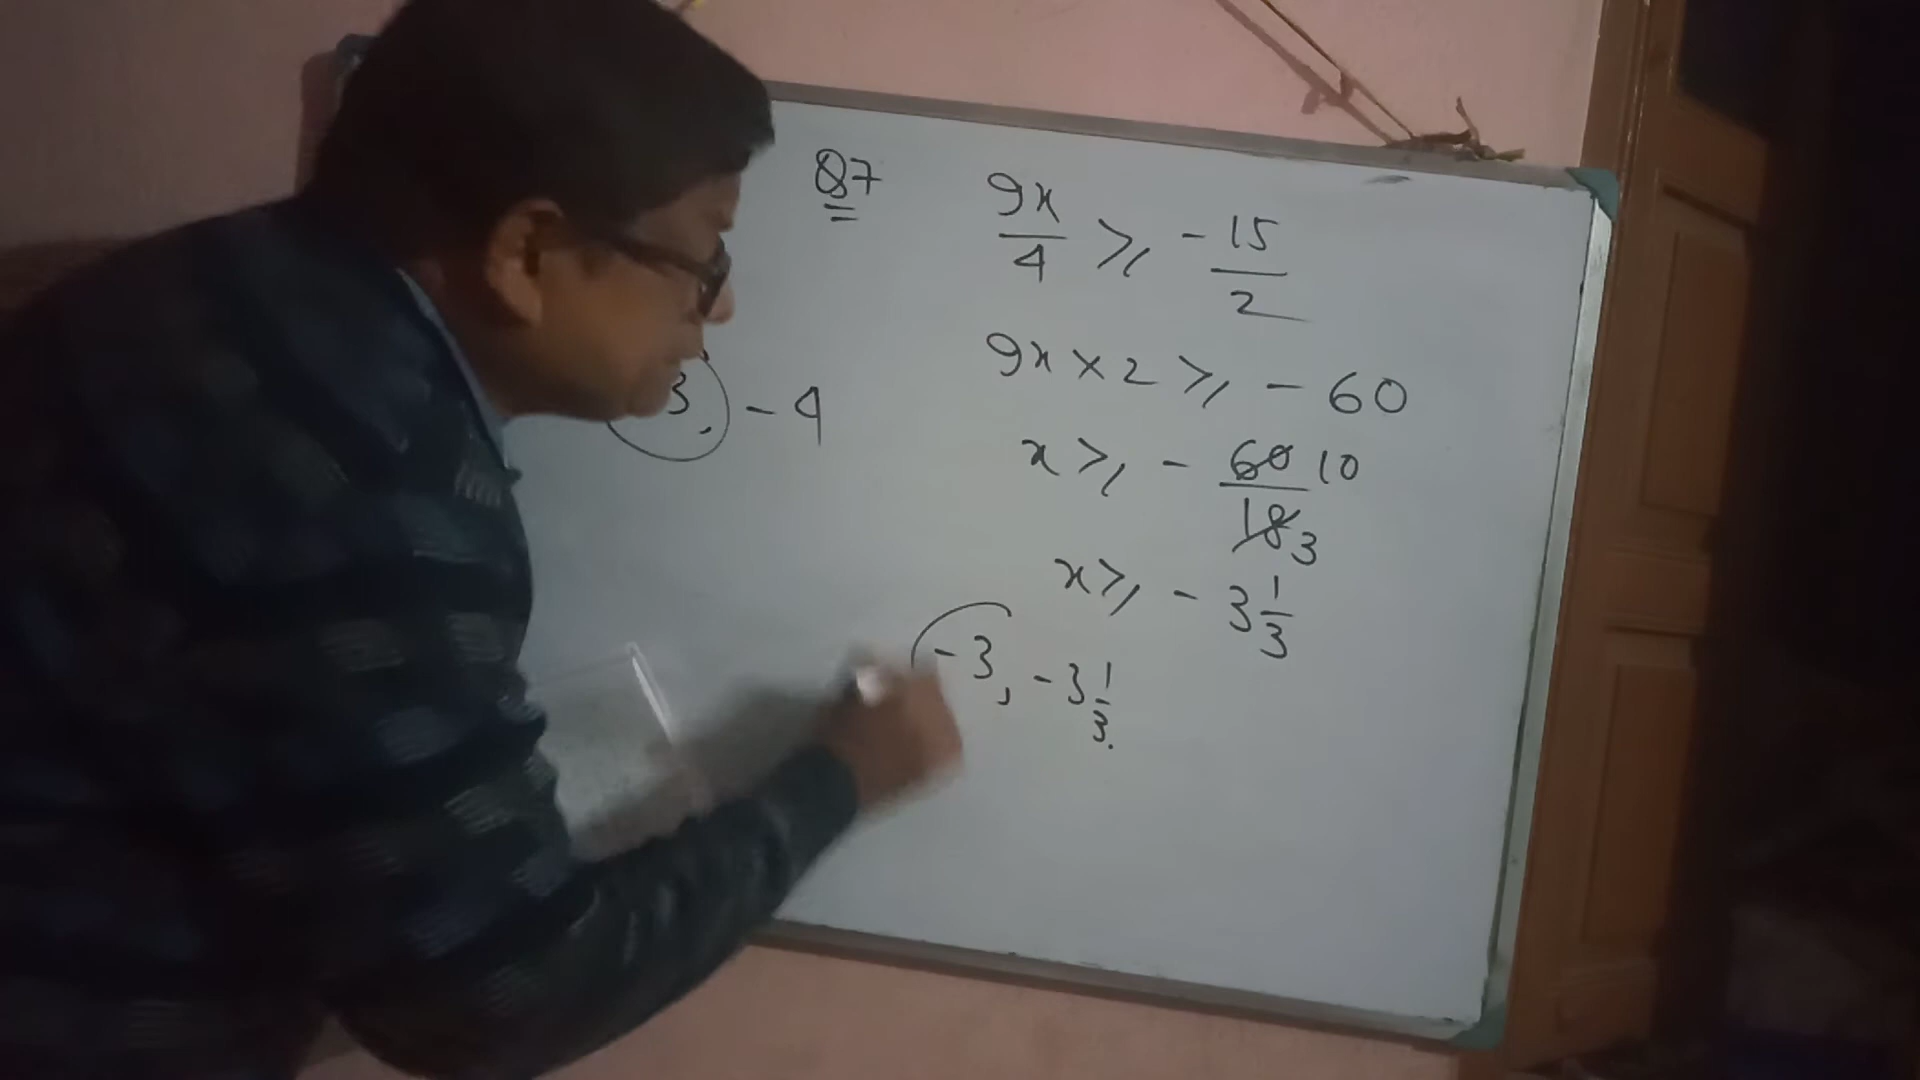 Q7
9x/4 ≥ -15/2
9x × 2 ≥ - 60
3, - 4
x ≥ - 60/18 10/3
x ≥ - 3 1/3
-3, -3 1/3.